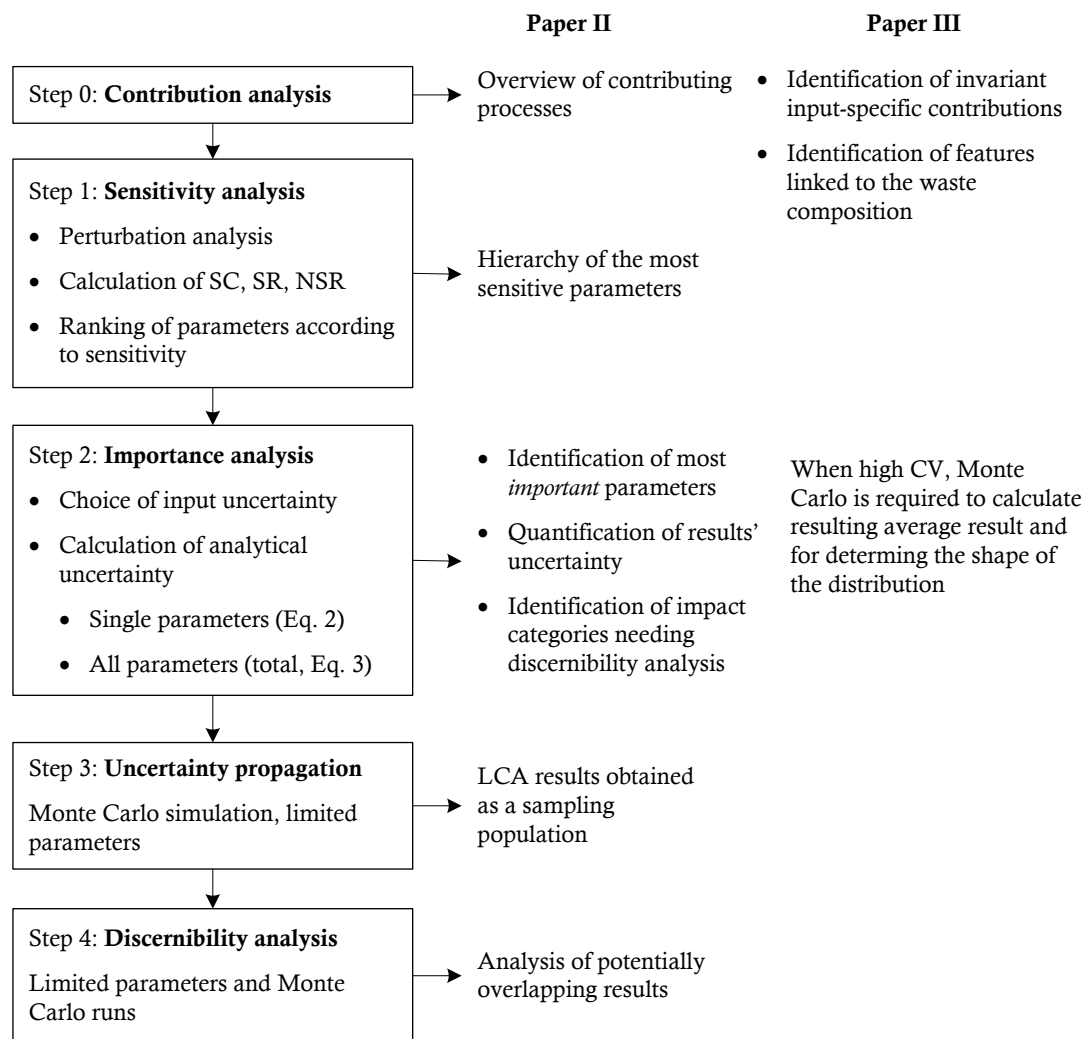 Paper II
Paper III
Step 0: Contribution analysis
Overview of contributing
processes
• Identification of invariant
input-specific contributions
• Identification of features
linked to the waste
composition
Step 1: Sensitivity analysis
• Perturbation analysis
• Calculation of SC, SR, NSR
• Ranking of parameters according
to sensitivity
Hierarchy of the most
sensitive parameters
Step 2: Importance analysis
• Choice of input uncertainty
• Calculation of analytical
uncertainty
• Single parameters (Eq. 2)
• All parameters (total, Eq. 3)
• Identification of most
important parameters
• Quantification of results’
uncertainty
• Identification of impact
categories needing
discernibility analysis
When high CV, Monte
Carlo is required to calculate
resulting average result and
for determing the shape of
the distribution
Step 3: Uncertainty propagation
Monte Carlo simulation, limited
parameters
LCA results obtained
as a sampling
population
Step 4: Discernibility analysis
Limited parameters and Monte
Carlo runs
Analysis of potentially
overlapping results